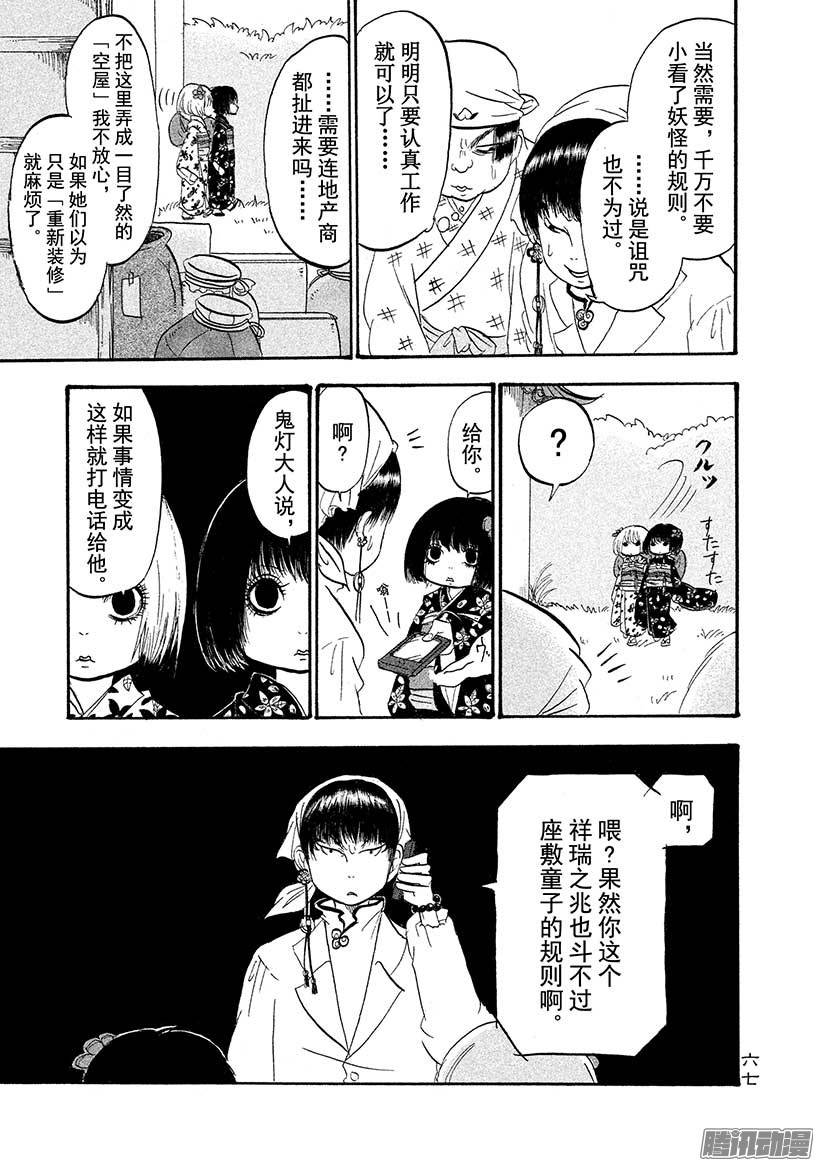 当然需要，千万不要
小看了妖怪的规则。
……说是诅咒
也不为过。
明明只要认真工作
就可以了……
……需要连地产商
都扯进来吗……
不把这里弄成一目了然的
「空屋」我不放心，
如果她们以为
只是「重新装修」
就麻烦了。
？
クルッ
すたすた
给你。
啊？
鬼灯大人说，
如果事情变成
这样就打电话给他。
啊，
喂？果然你这个
祥瑞之兆也斗不过
座敷童子的规则啊。
六七
腾讯动漫